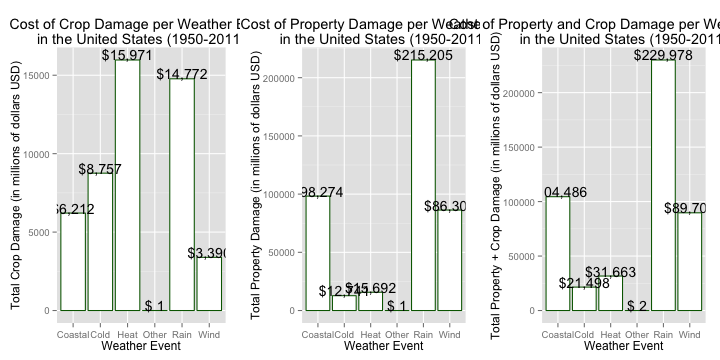 Cost of Crop Damage per Weather
in the United States (1950-2011
Total Crop Damage (in millions of dollars USD)
15000
10000
5000
0
$6,212
$8,757
$15,971
$ 1
$14,772
$3,390
Coastal Cold Heat Other Rain Wind
Weather Event
Cost of Property Damage per Weathe
in the United States (1950-2011
Total Property Damage (in millions of dollars USD)
200000
150000
100000
50000
0
98,274
$15,692
$ 1
$215,205
$86,30
Coastal Cold Heat Other Rain Wind
Weather Event
Cost of Property and Crop Damage per We
in the United States (1950-2011
Total Property + Crop Damage (in millions of dollars USD)
200000
150000
100000
50000
0
04,486
$21,498
$31,663
$ 2
$229,978
$89,70
Coastal Cold Heat Other Rain Wind
Weather Event